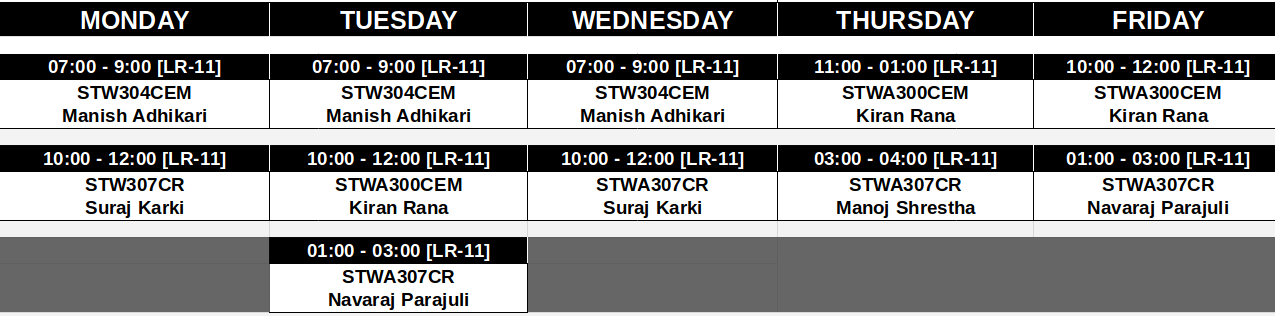 MONDAY TUESDAY WEDNESDAY THURSDAY FRIDAY
07:00 - 9:00 [LR-11] 07:00 - 9:00 [LR-11] 07:00 - 9:00 [LR-11] 11:00 - 01:00 [LR-11] 10:00 - 12:00 [LR-11]
STW304CEM STW304CEM STW304CEM STWA300CEM STWA300CEM
Manish Adhikari Manish Adhikari Manish Adhikari Kiran Rana Kiran Rana
10:00 - 12:00 [LR-11] 10:00 - 12:00 [LR-11] 10:00 - 12:00 [LR-11] 03:00 - 04:00 [LR-11] 01:00 - 03:00 [LR-11]
STW307CR STWA300CEM STWA307CR STWA307CR STWA307CR
Suraj Karki Kiran Rana Suraj Karki Manoj Shrestha Navaraj Parajuli
01:00 - 03:00 [LR-11]
STWA307CR
Navaraj Parajuli